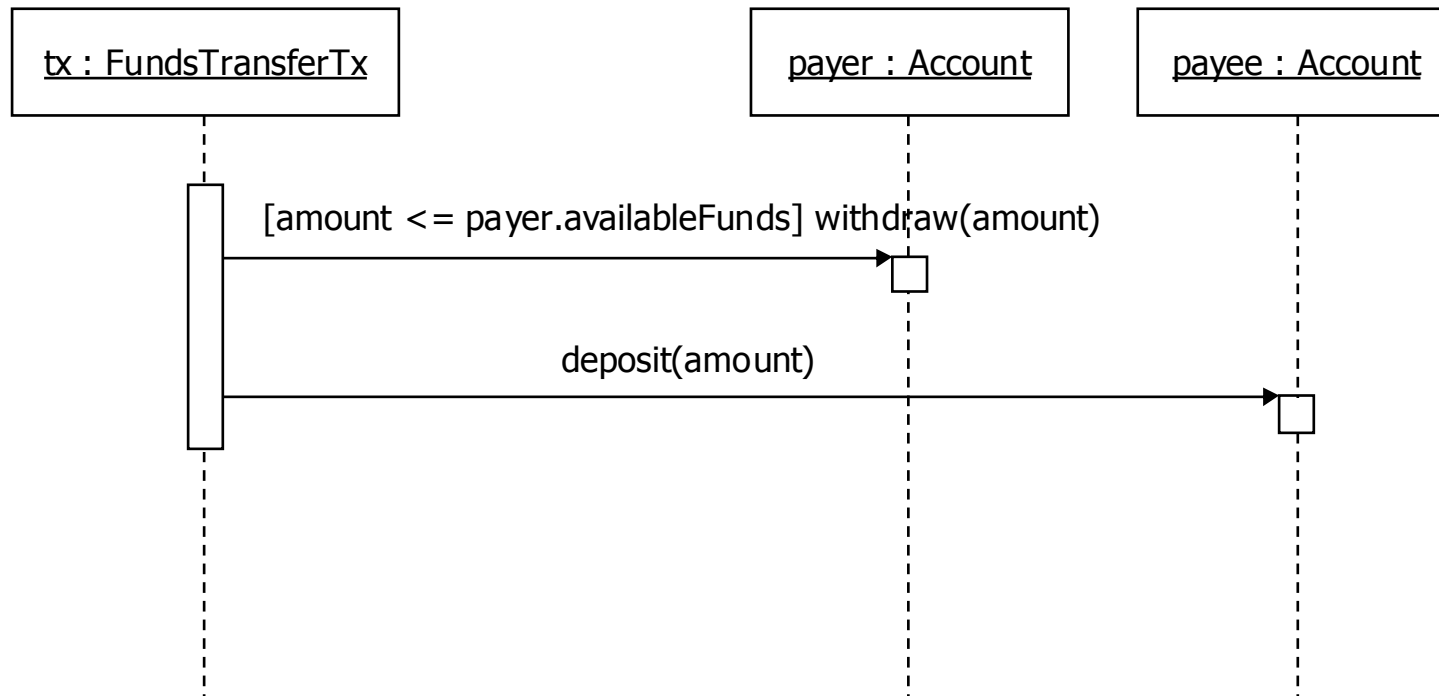 tx : FundsTransferTx
payer : Account
payee : Account
[amount <= payer.availableFunds] withdraw(amount)
deposit(amount)